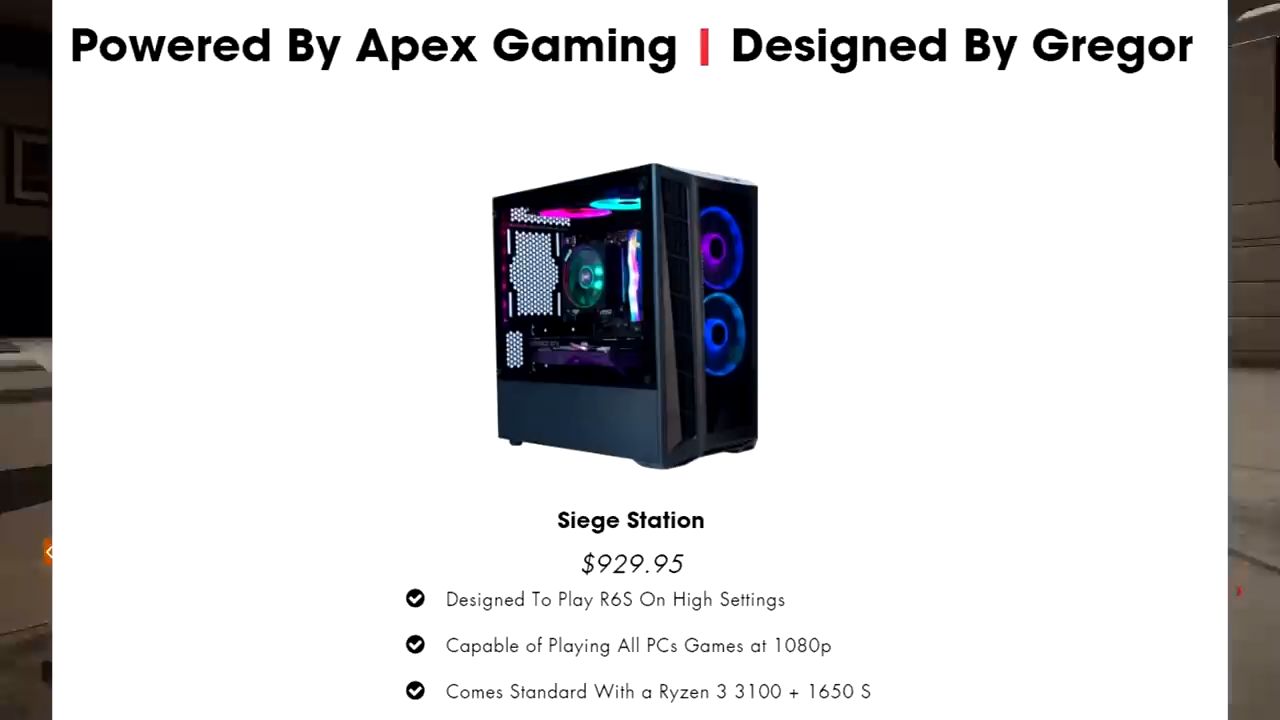 Powered By Apex Gaming | Designed By Gregor
Siege Station
$929.95
Designed To Play R6S On High Settings
Capable of Playing All PCs Games at 1080p
Comes Standard With a Ryzen 3 3100 + 1650 S